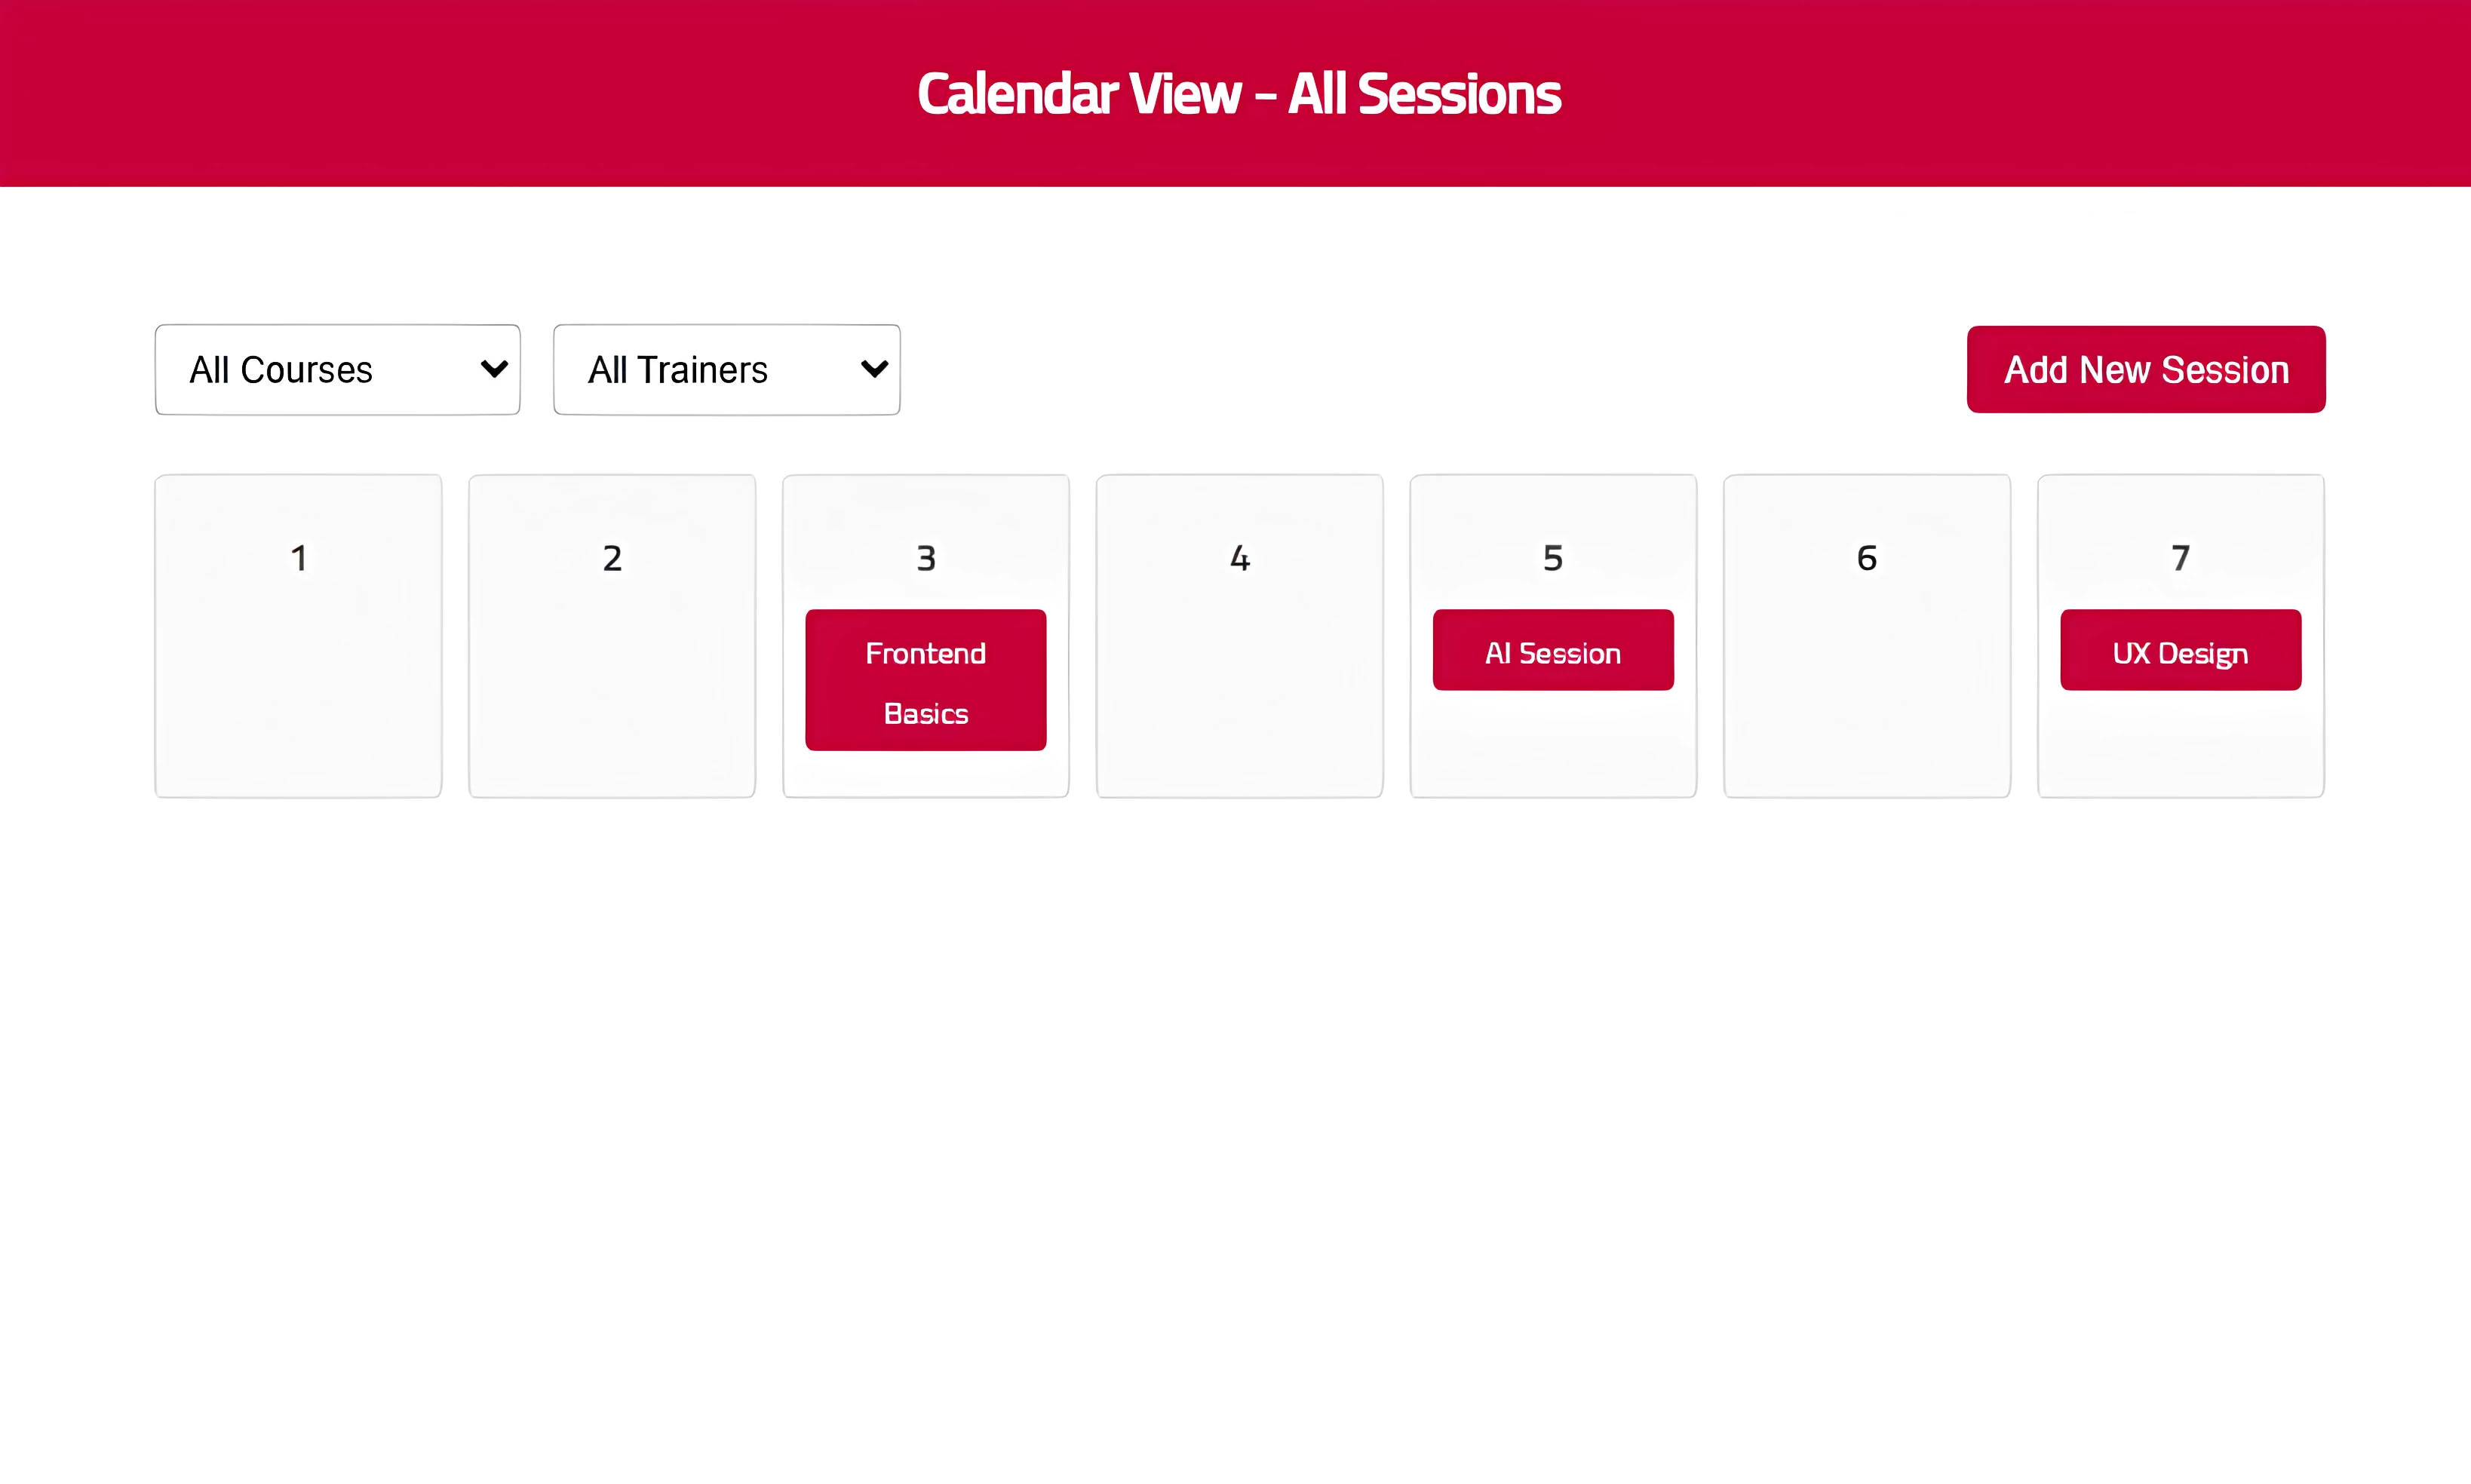 Calendar View - All Sessions
All Courses
All Trainers
Add New Session
1
2
3
4
5
6
7
Frontend
Basics
AI Session
UX Design